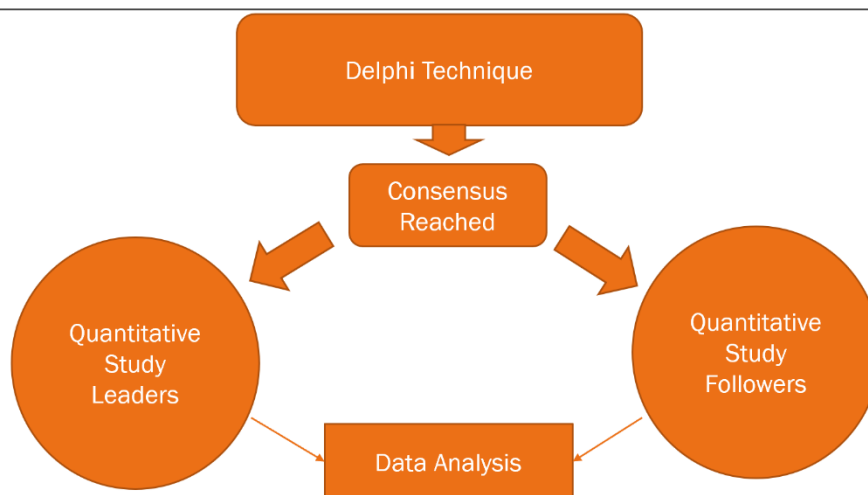 Delphi Technique
Consensus
Reached
Quantitative
Study
Leaders
Quantitative
Study
Followers
Data Analysis